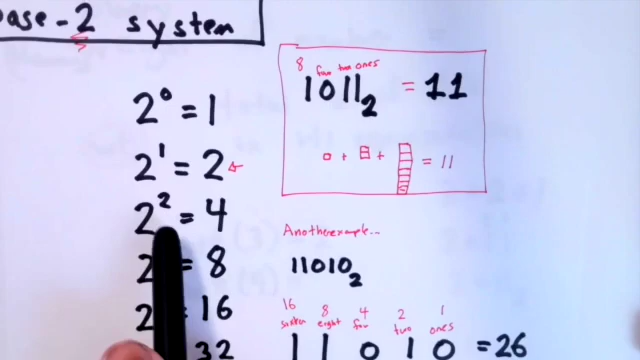 base-2 system
2⁰ = 1
2¹ = 2
2² = 4
2 = 8
2 = 16
32
8 four two ones
1011₂ = 11
+ + = 11
Another example...
11010₂
16 8 4 2 1
sixteen eight four two ones
1 1 0 1 0 = 26